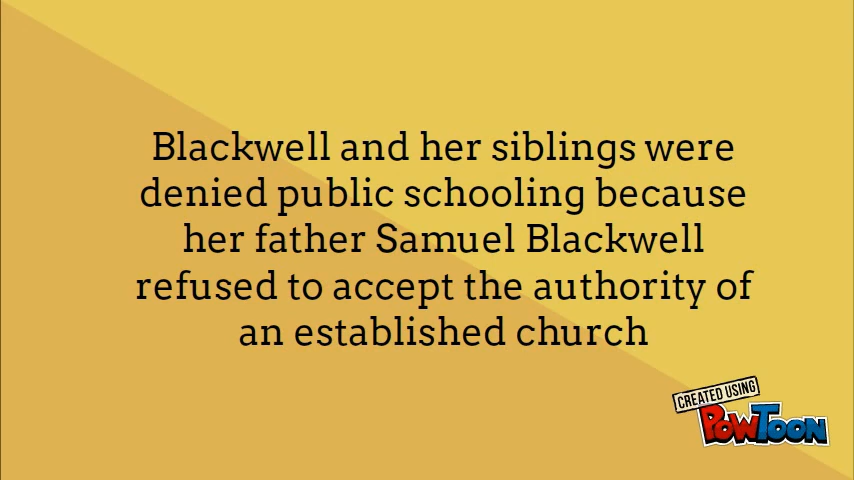 Blackwell and her siblings were
denied public schooling because
her father Samuel Blackwell
refused to accept the authority of
an established church
CREATED USING
POWTOON